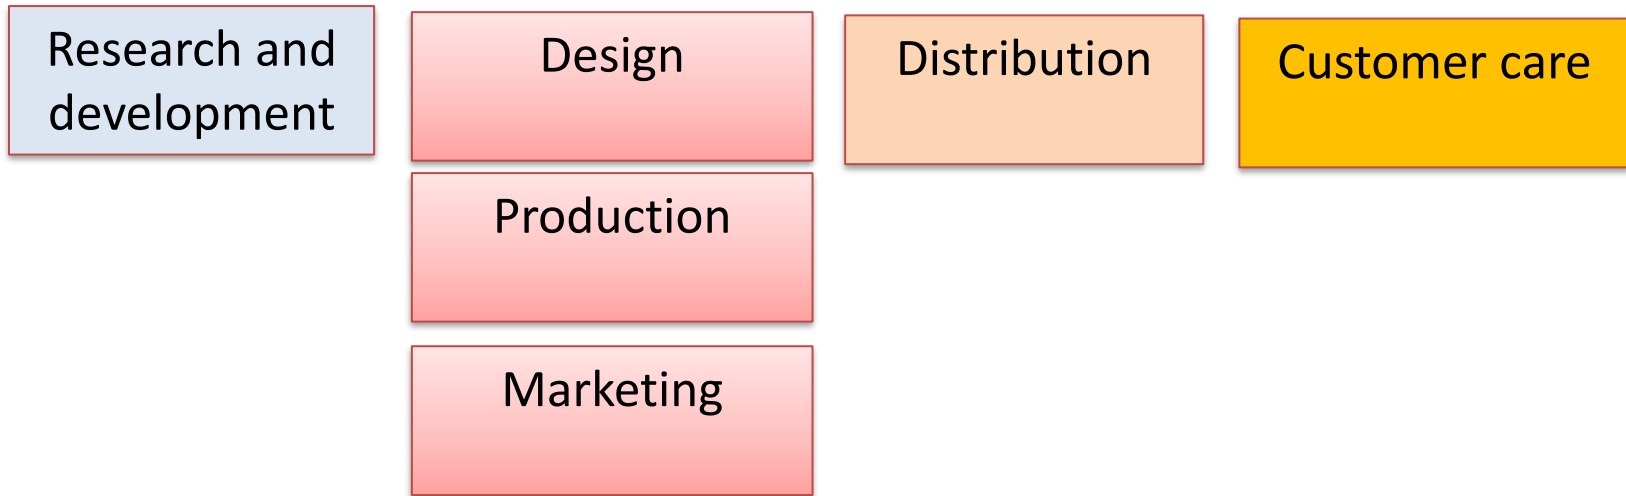 Research and
development
Design
Production
Marketing
Distribution
Customer care